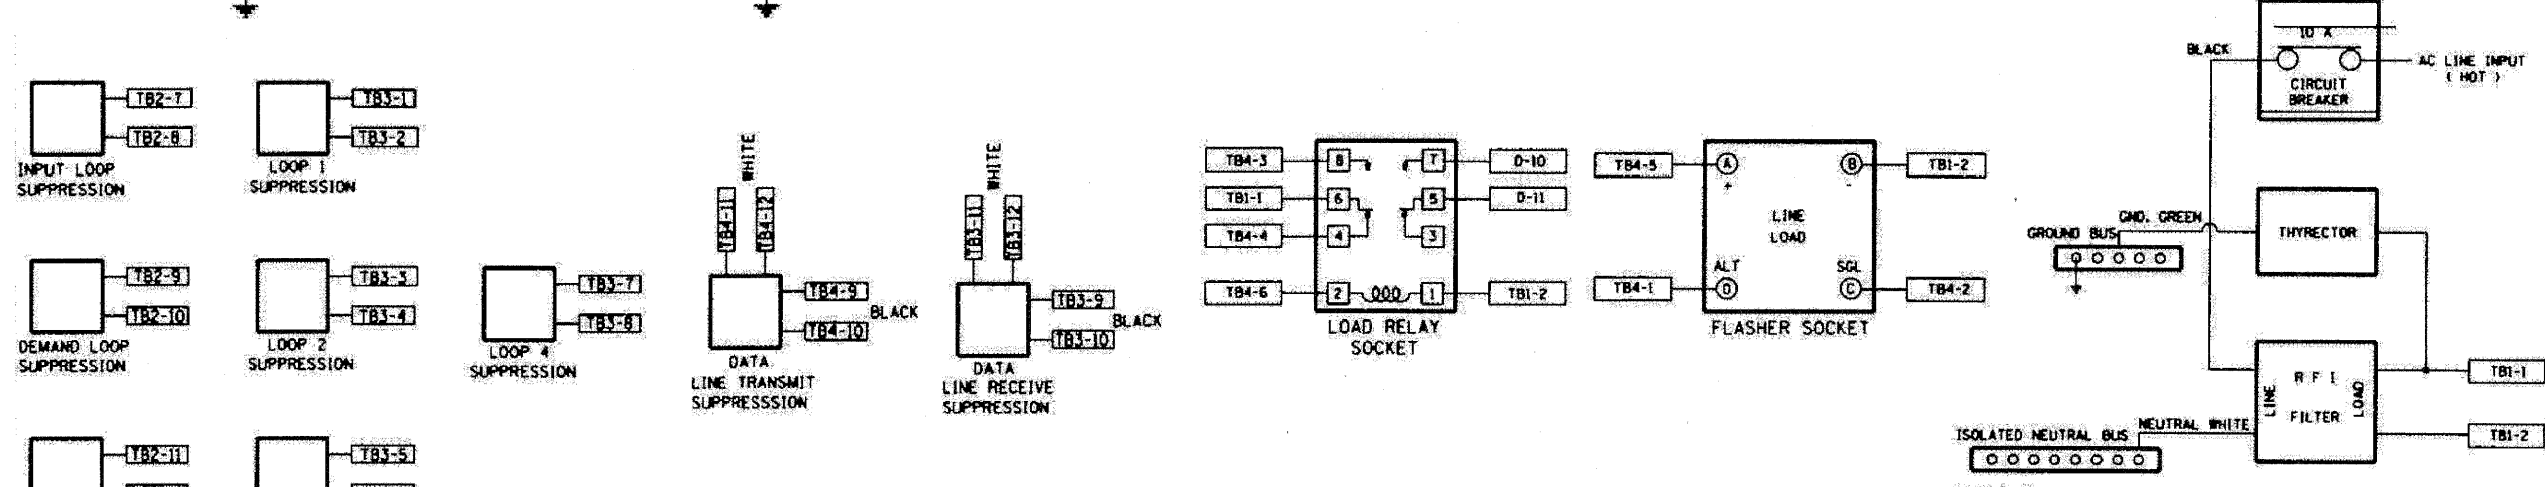 TB2-7
TB2-8
INPUT LOOP
SUPPRESSION
TB3-1
TB3-2
LOOP 1
SUPPRESSION
TB2-9
TB2-10
DEMAND LOOP
SUPPRESSION
TB3-3
TB3-4
LOOP 2
SUPPRESSION
TB3-7
TB3-8
LOOP 4
SUPPRESSION
TB2-11
TB3-5
WHITE
TB4-11
TB4-12
TB4-9
TB4-10
BLACK
DATA
LINE TRANSMIT
SUPPRESSSION
WHITE
TB3-11
TB3-12
TB3-9
TB3-10
BLACK
DATA
LINE RECEIVE
SUPPRESSION
TB4-3
TB1-1
TB4-4
TB4-6
8
7
6
5
4
3
2
1
D-10
D-11
TB1-2
LOAD RELAY
SOCKET
TB4-5
TB4-1
A
+
B
-
LINE
LOAD
ALT
D
SGL
C
TB1-2
TB4-2
FLASHER SOCKET
BLACK
10 A
CIRCUIT
BREAKER
AC LINE INPUT
( HOT )
GND. GREEN
GROUND BUS
THYRECTOR
LINE
R F I
FILTER
LOAD
TB1-1
TB1-2
NEUTRAL WHITE
ISOLATED NEUTRAL BUS